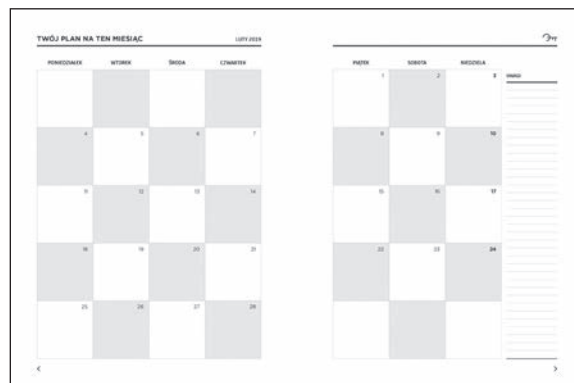 TWÓJ PLAN NA TEN MIESIĄC LUTY 2019
PONIEDZIAŁEK WTOREK ŚRODA CZWARTEK
4 5 6 7
11 12 13 14
18 19 20 21
25 26 27 28
PIĄTEK SOBOTA NIEDZIELA UWAGI
1 2 3
8 9 10
15 16 17
22 23 24